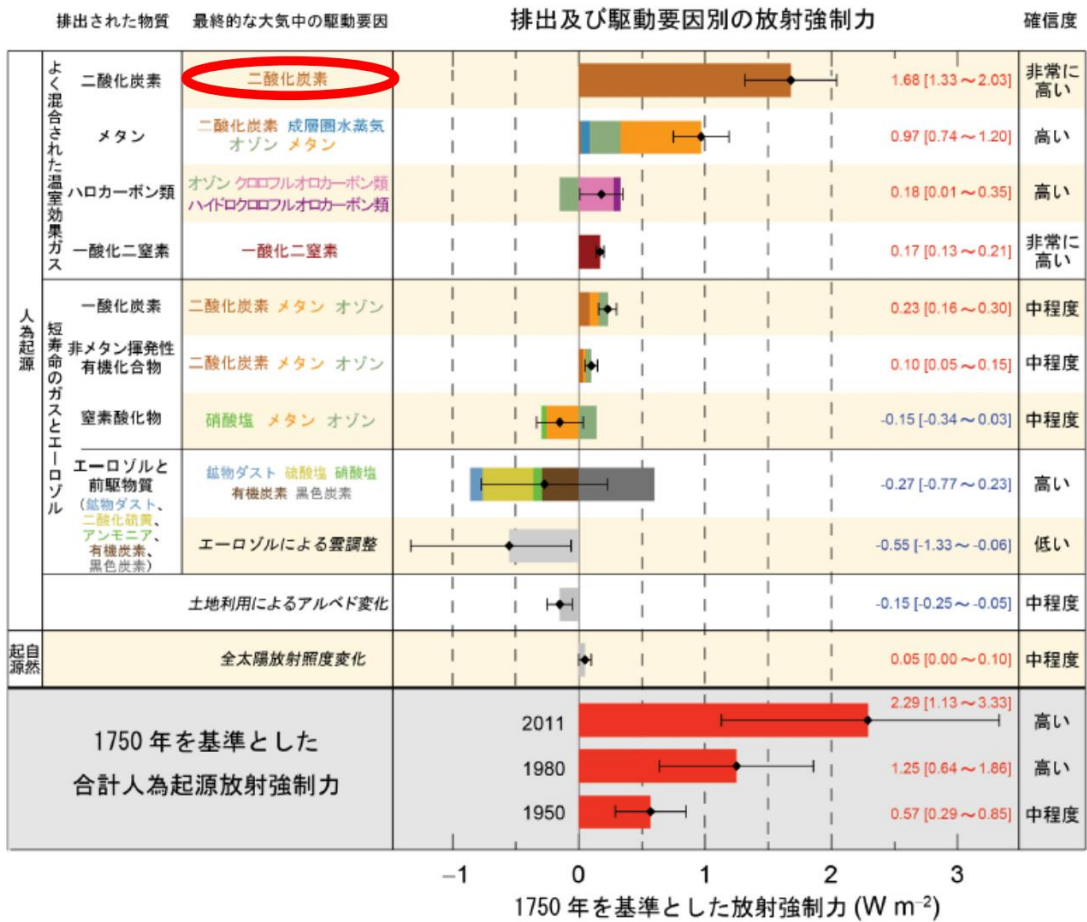 排出された物質 最終的な大気中の駆動要因 排出及び駆動要因別の放射強制力 確信度
人為起源
よく混合された温室効果ガス
二酸化炭素 二酸化炭素 1.68 [1.33～2.03] 非常に
高い
メタン 二酸化炭素 成層圏水蒸気
オゾン メタン 0.97 [0.74～1.20] 高い
ハロカーボン類 オゾン クロロフルオロカーボン類
ハイドロクロロフルオロカーボン類 0.18 [0.01～0.35] 高い
一酸化二窒素 一酸化二窒素 0.17 [0.13～0.21] 非常に
高い
短寿命のガスとエーロゾル
一酸化炭素 二酸化炭素 メタン オゾン 0.23 [0.16～0.30] 中程度
非メタン揮発性
有機化合物 二酸化炭素 メタン オゾン 0.10 [0.05～0.15] 中程度
窒素酸化物 硝酸塩 メタン オゾン -0.15 [-0.34～0.03] 中程度
エーロゾルと
前駆物質
(鉱物ダスト、
二酸化硫黄、
アンモニア、
有機炭素、
黒色炭素)
鉱物ダスト 硫酸塩 硝酸塩
有機炭素 黒色炭素 -0.27 [-0.77～0.23] 高い
エーロゾルによる雲調整 -0.55 [-1.33～-0.06] 低い
土地利用によるアルベド変化 -0.15 [-0.25～-0.05] 中程度
自然起源
全太陽放射照度変化 0.05 [0.00～0.10] 中程度
1750 年を基準とした
合計人為起源放射強制力
2011 2.29 [1.13～3.33] 高い
1980 1.25 [0.64～1.86] 高い
1950 0.57 [0.29～0.85] 中程度
−1 0 1 2 3
1750 年を基準とした放射強制力 (W m⁻²)